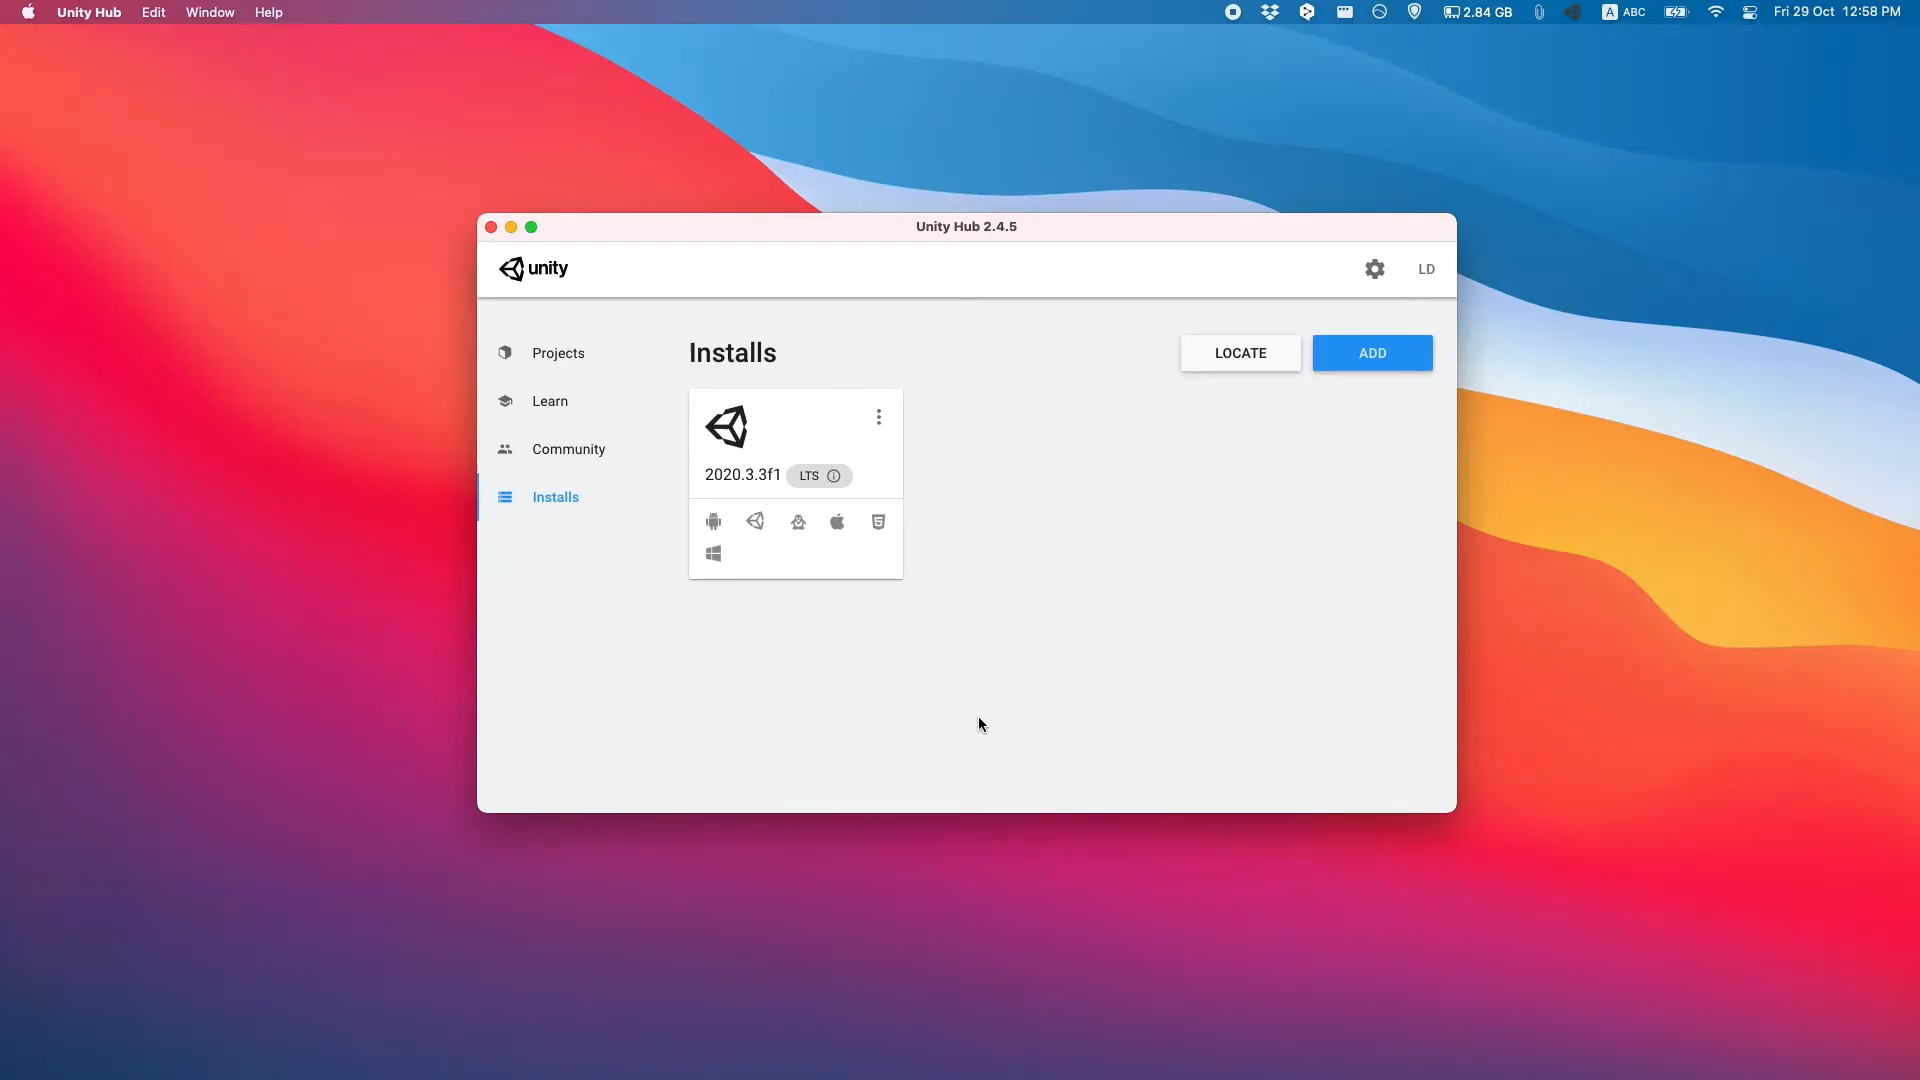 Unity Hub Edit Window Help 2.84 GB A ABC Fri 29 Oct 12:58 PM
Unity Hub 2.4.5
unity LD
Projects
Learn
Community
Installs
Installs LOCATE ADD
2020.3.3f1 LTS